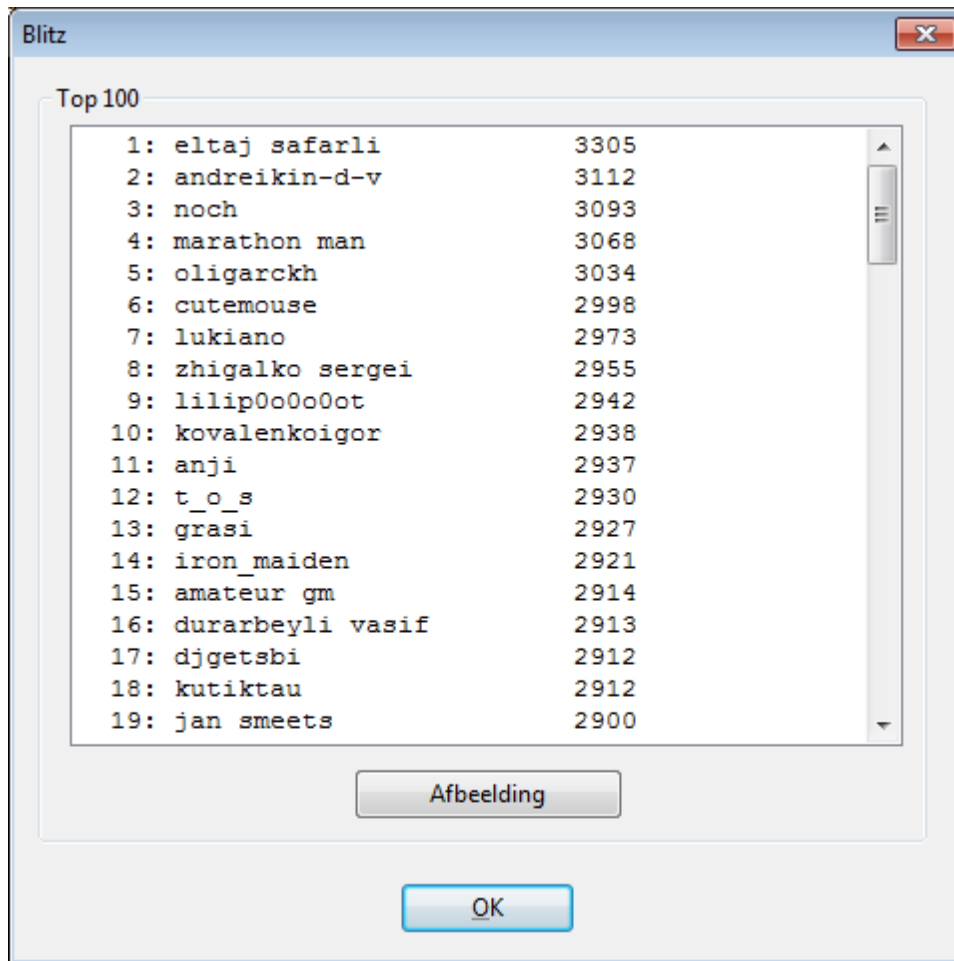 Blitz
Top 100
1: eltaj safarli 3305
2: andreikin-d-v 3112
3: noch 3093
4: marathon man 3068
5: oligarckh 3034
6: cutemouse 2998
7: lukiano 2973
8: zhigalko sergei 2955
9: lilip0o0o0ot 2942
10: kovalenkoigor 2938
11: anji 2937
12: t_o_s 2930
13: grasi 2927
14: iron_maiden 2921
15: amateur gm 2914
16: durarbeyli vasif 2913
17: djgetsbi 2912
18: kutiktau 2912
19: jan smeets 2900
Afbeelding
OK